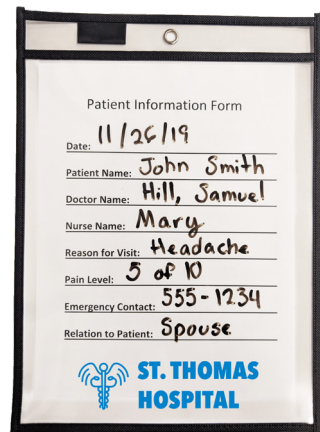 Patient Information Form
Date: 11/26/19
Patient Name: John Smith
Doctor Name: Hill, Samuel
Nurse Name: Mary
Reason for Visit: Headache
Pain Level: 5 of 10
Emergency Contact: 555-1234
Relation to Patient: Spouse
ST. THOMAS
HOSPITAL